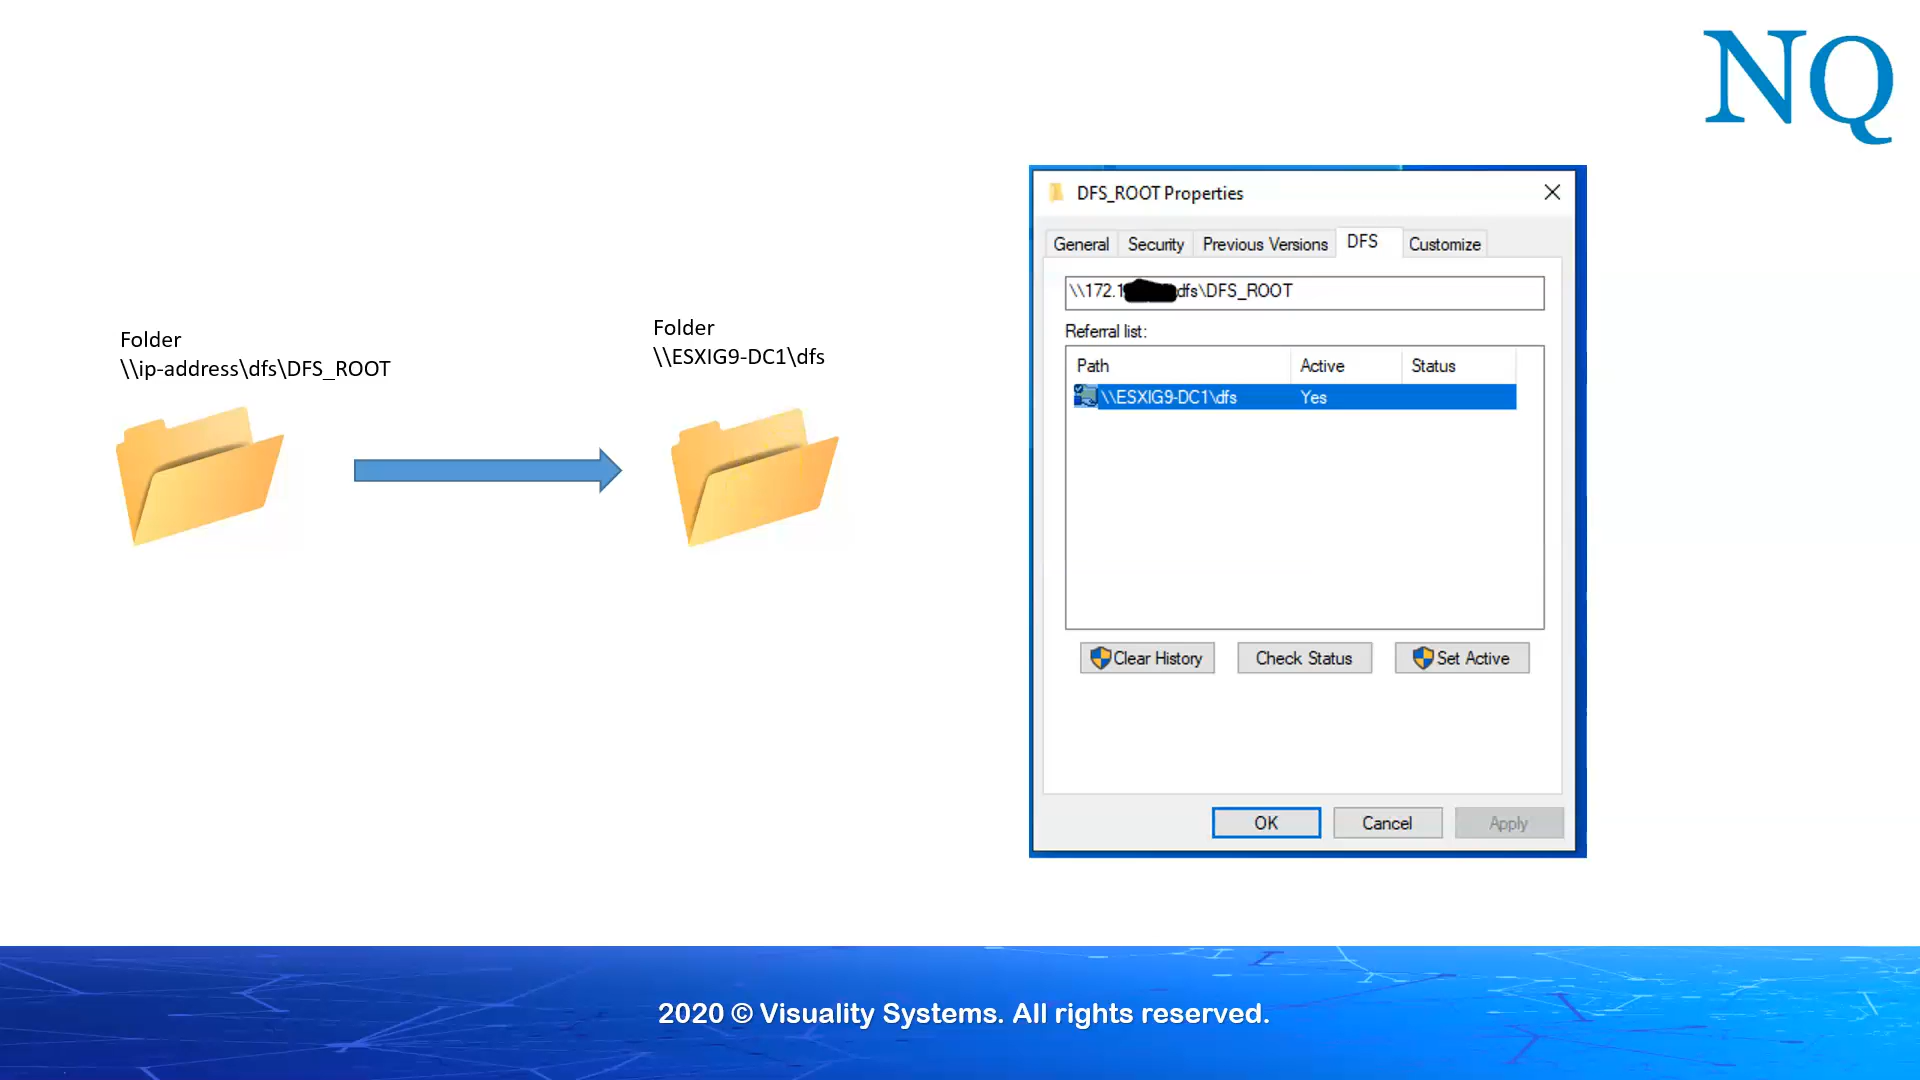 NQ
Folder
\\ip-address\dfs\DFS_ROOT
Folder
\\ESXIG9-DC1\dfs
DFS_ROOT Properties
General Security Previous Versions DFS Customize
\\172.1 dfs\DFS_ROOT
Referral list:
Path Active Status
\\ESXIG9-DC1\dfs Yes
Clear History Check Status Set Active
OK Cancel Apply
2020 © Visuality Systems. All rights reserved.